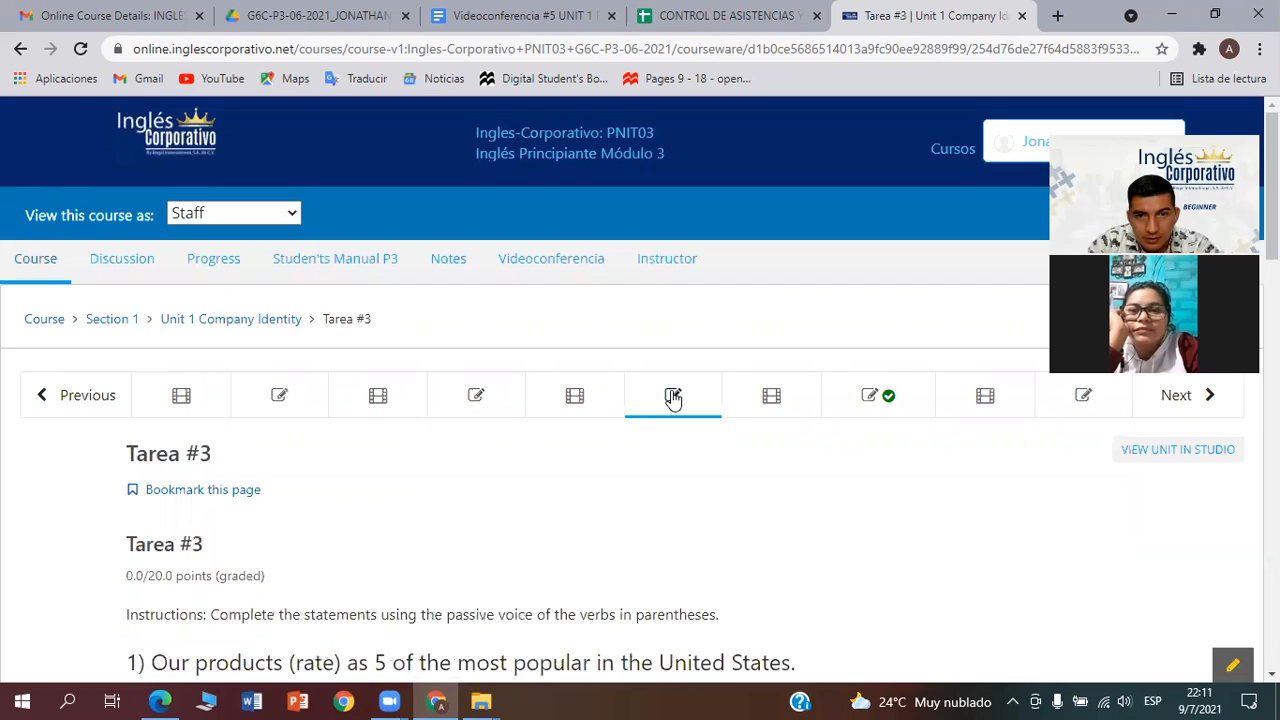 Online Course Details: INGLÉS
G6C-P3-06-2021_JONATHAN
Videoconferencia #5 UNIT 1
CONTROL DE ASISTENCIAS Y
Tarea #3 | Unit 1 Company Id
online.inglescorporativo.net/courses/course-v1:Ingles-Corporativo+PNIT03+G6C-P3-06-2021/courseware/d1b0ce5686514013a9fc90ee92889f99/254d76de27f64d5883f9533...
A
Aplicaciones
Gmail
YouTube
Maps
Traducir
Noticias
Digital Student's Bo...
Pages 9 - 18 - open...
Lista de lectura
Inglés
Corporativo
Ingles-Corporativo: PNIT03
Inglés Principiante Módulo 3
Cursos
Jona
Inglés
Corporativo
BEGINNER
View this course as:
Staff
Course
Discussion
Progress
Studen'ts Manual P3
Notes
Videoconferencia
Instructor
Course > Section 1 > Unit 1 Company Identity > Tarea #3
Previous
Next
Tarea #3
VIEW UNIT IN STUDIO
Bookmark this page
Tarea #3
0.0/20.0 points (graded)
Instructions: Complete the statements using the passive voice of the verbs in parentheses.
1) Our products (rate) as 5 of the most popular in the United States.
24°C Muy nublado
ESP
22:11
9/7/2021